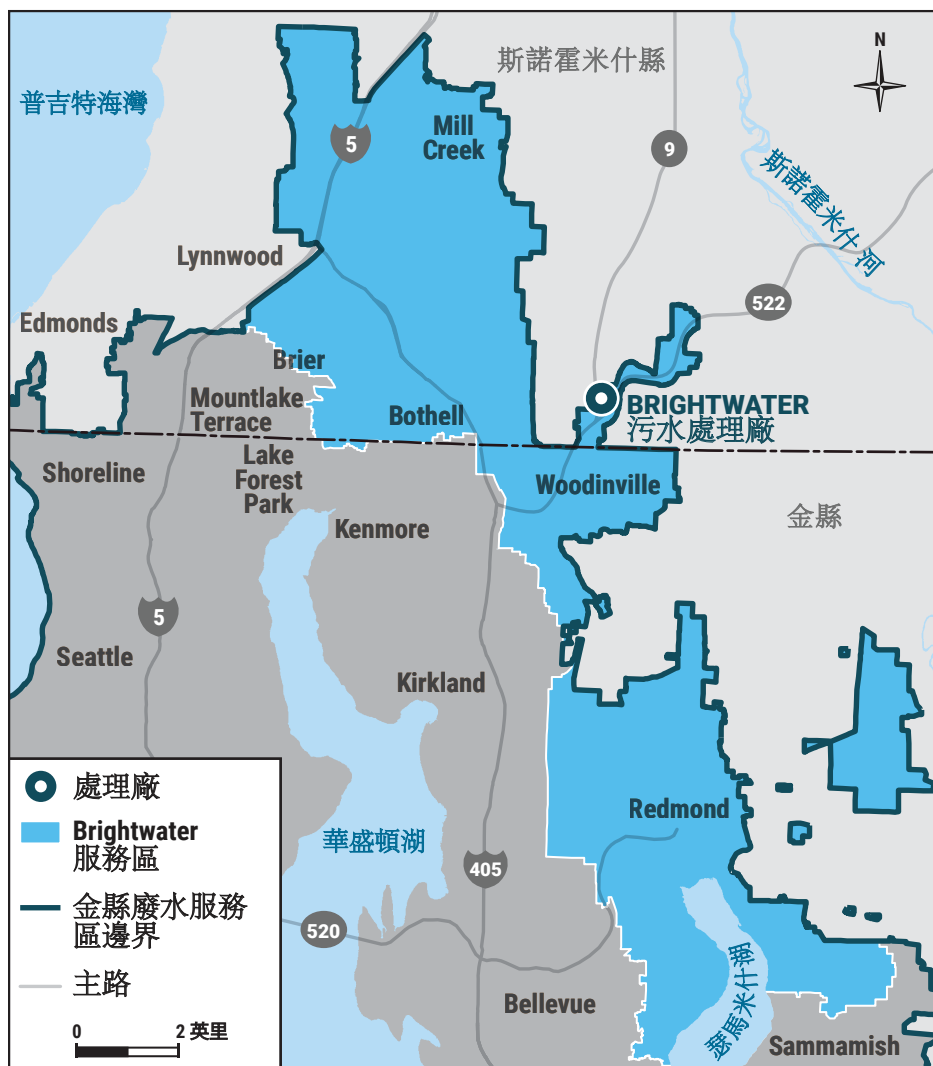 N
斯諾霍米什縣
普吉特海灣
Mill
Creek
5
9
斯諾霍米什 河
Lynnwood
522
Edmonds
Brier
Mountlake
Terrace
Bothell
BRIGHTWATER
污水處理廠
Shoreline
Lake
Forest
Park
Woodinville
Kenmore
金縣
5
Seattle
Kirkland
處理廠
Brightwater
服務區
金縣廢水服務
區邊界
主路
0 2 英里
Redmond
華盛頓湖
405
520
Bellevue
瑟馬米什湖
Sammamish